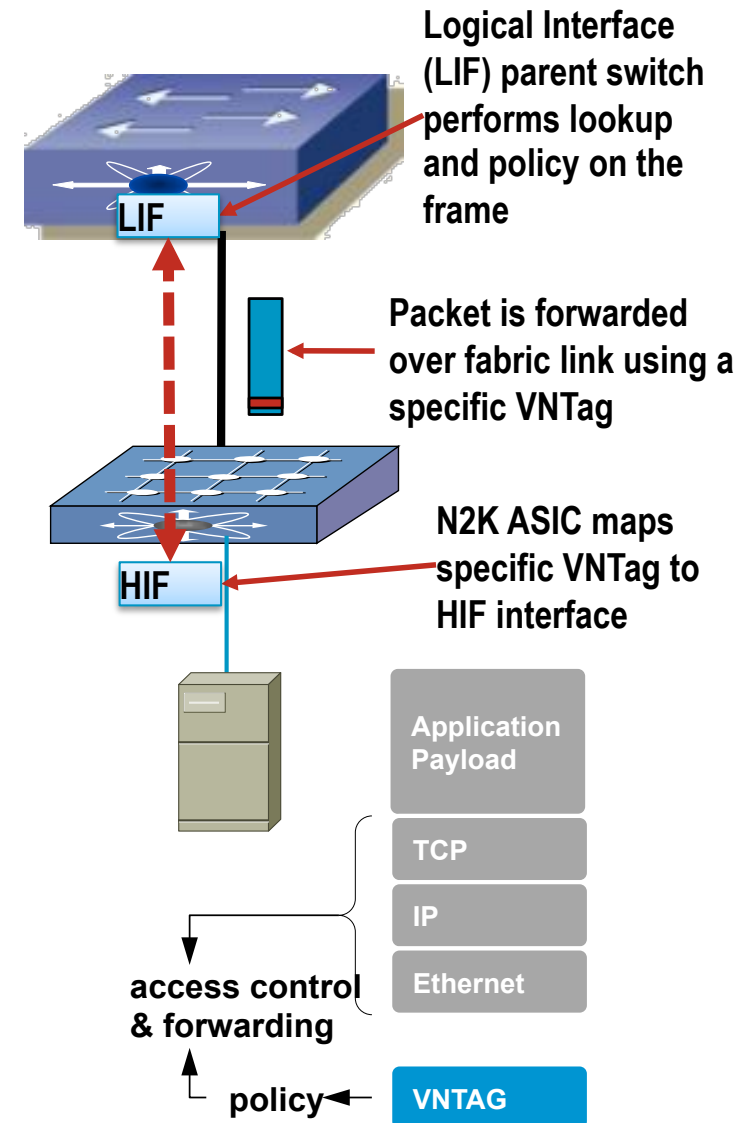 Logical Interface
(LIF) parent switch
performs lookup
and policy on the
frame
LIF
Packet is forwarded
over fabric link using a
specific VNTag
N2K ASIC maps
specific VNTag to
HIF interface
HIF
Application
Payload
TCP
IP
Ethernet
access control
& forwarding
policy
VNTAG